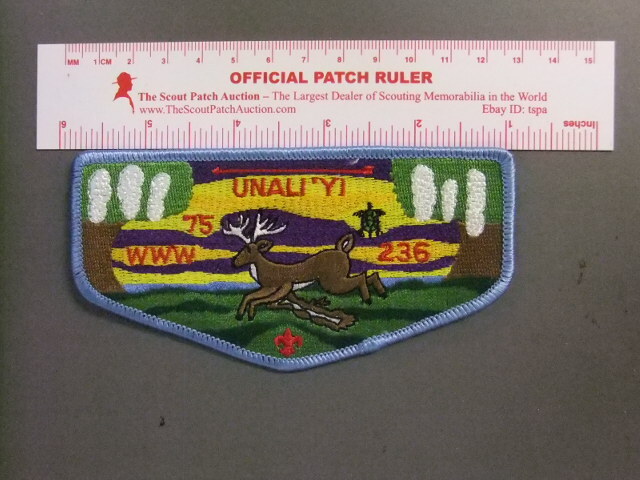 MM 1 CM 2 3 4 5 6 7 8 9 10 11 12 13 14 15
OFFICIAL PATCH RULER
The Scout Patch Auction – The Largest Dealer of Scouting Memorabilia in the World
www.TheScoutPatchAuction.com Ebay ID: tspa
6 5 4 3 2 1 Inches
UNALI 'YI
75
WWW 236